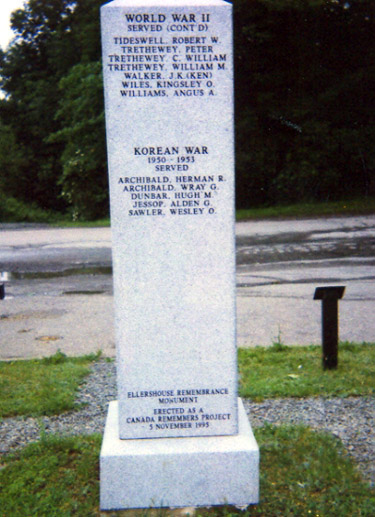 WORLD WAR II
SERVED (CONT'D)
TIDESWELL, ROBERT W.
TRETHEWEY, PETER
TRETHEWEY, C. WILLIAM
TRETHEWEY, WILLIAM M.
WALKER, J.K.(KEN)
WILES, KINGSLEY O.
WILLIAMS, ANGUS A.
KOREAN WAR
1950 - 1953
SERVED
ARCHIBALD, HERMAN R.
ARCHIBALD, WRAY G.
DUNBAR, HUGH M.
JESSOP, ALDEN G.
SAWLER, WESLEY O.
ELLERSHOUSE REMEMBRANCE
MONUMENT
ERECTED AS A
CANADA REMEMBERS PROJECT
5 NOVEMBER 1995